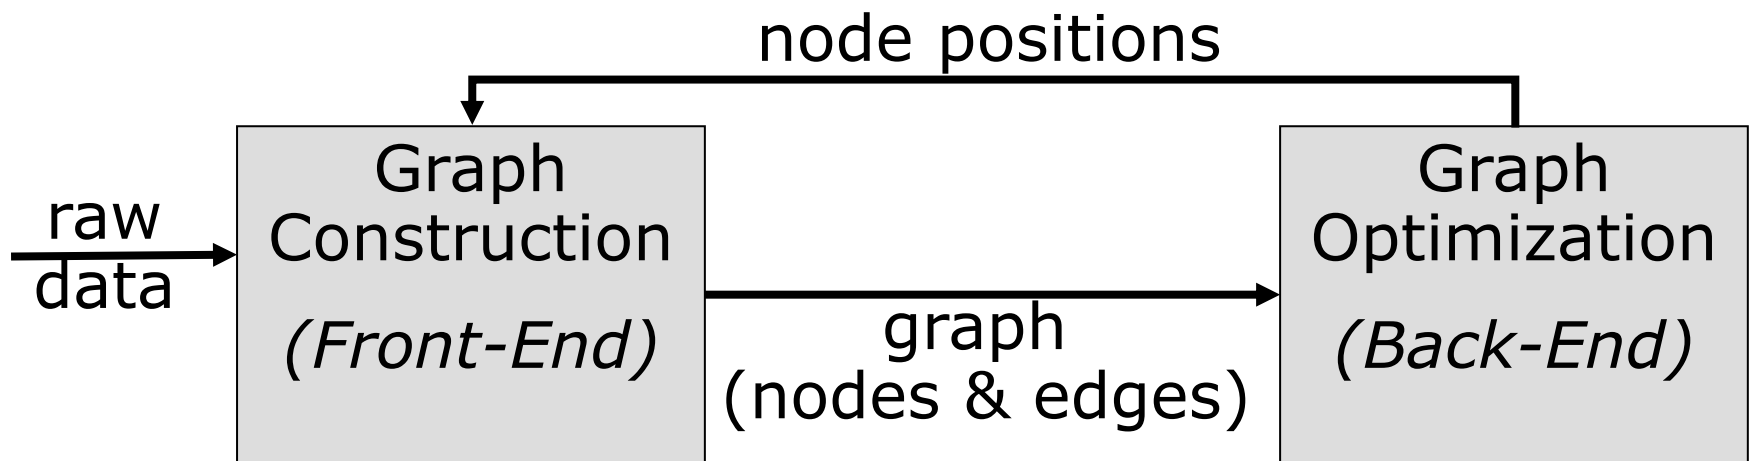 node positions
raw
data
Graph
Construction
(Front-End)
graph
(nodes & edges)
Graph
Optimization
(Back-End)